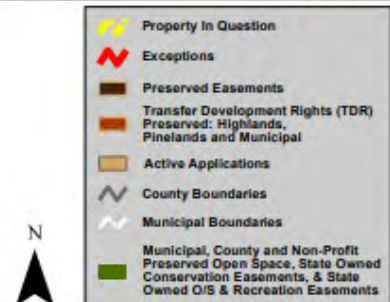 Property In Question
Exceptions
Preserved Easements
Transfer Development Rights (TDR)
Preserved: Highlands,
Pinelands and Municipal
Active Applications
County Boundaries
Municipal Boundaries
N
Municipal, County and Non-Profit
Preserved Open Space, State Owned
Conservation Easements, & State
Owned O/S & Recreation Easements